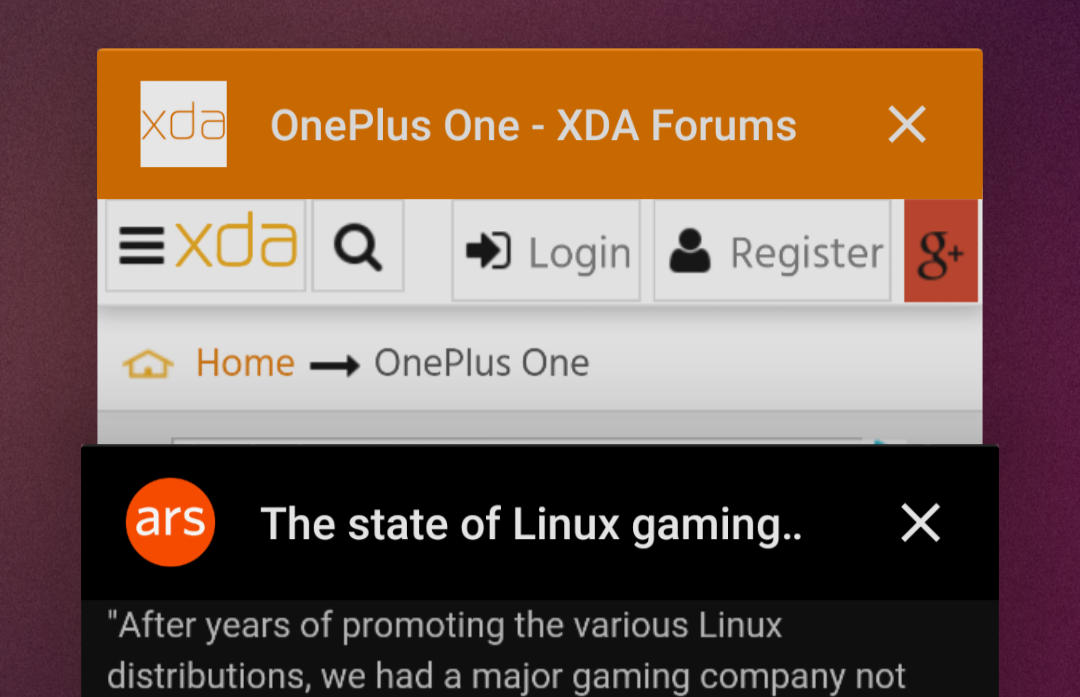 xda OnePlus One - XDA Forums
xda Login Register g+
Home OnePlus One
ars The state of Linux gaming..
"After years of promoting the various Linux
distributions, we had a major gaming company not